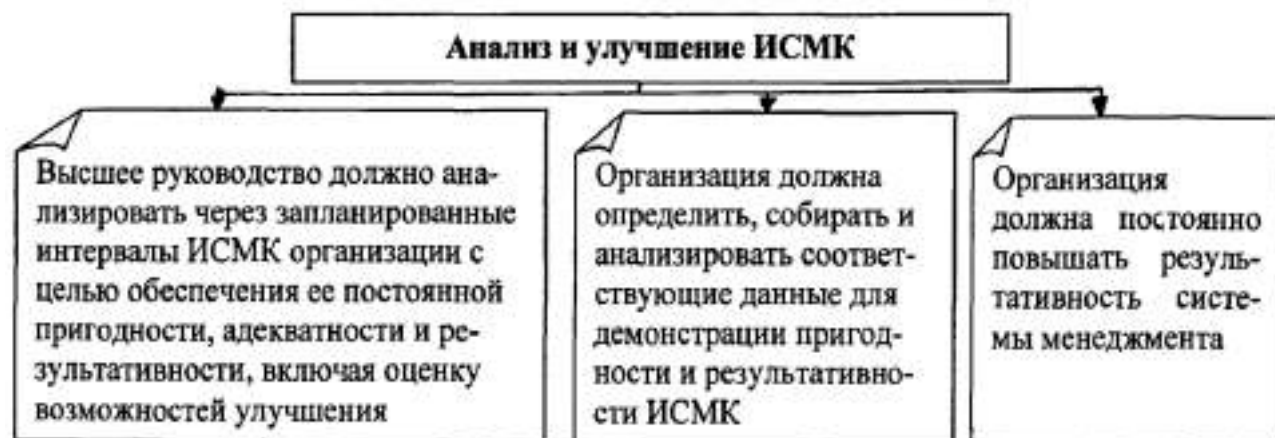 Анализ и улучшение ИСМК
Высшее руководство должно ана-
лизировать через запланированные
интервалы ИСМК организации с
целью обеспечения ее постоянной
пригодности, адекватности и ре-
зультативности, включая оценку
возможностей улучшения
Организация должна
определить, собирать и
анализировать соответ-
ствующие данные для
демонстрации пригод-
ности и результативно-
сти ИСМК
Организация
должна постоянно
повышать резуль-
тативность систе-
мы менеджмента